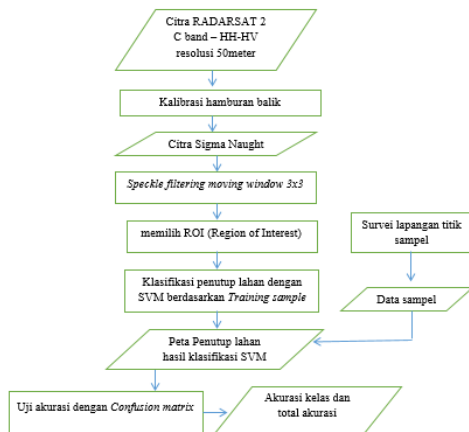 Citra RADARSAT 2
C band – HH-HV
resolusi 50meter
Kalibrasi hamburan balik
Citra Sigma Naught
Speckle filtering moving window 3x3
memilih ROI (Region of Interest)
Survei lapangan titik
sampel
Klasifikasi penutup lahan dengan
SVM berdasarkan Training sample
Data sampel
Peta Penutup lahan
hasil klasifikasi SVM
Uji akurasi dengan Confusion matrix
Akurasi kelas dan
total akurasi